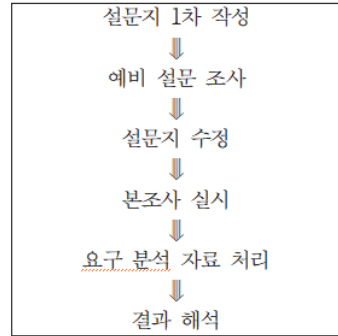 설문지 1차 작성
예비 설문 조사
설문지 수정
본조사 실시
요구 분석 자료 처리
결과 해석